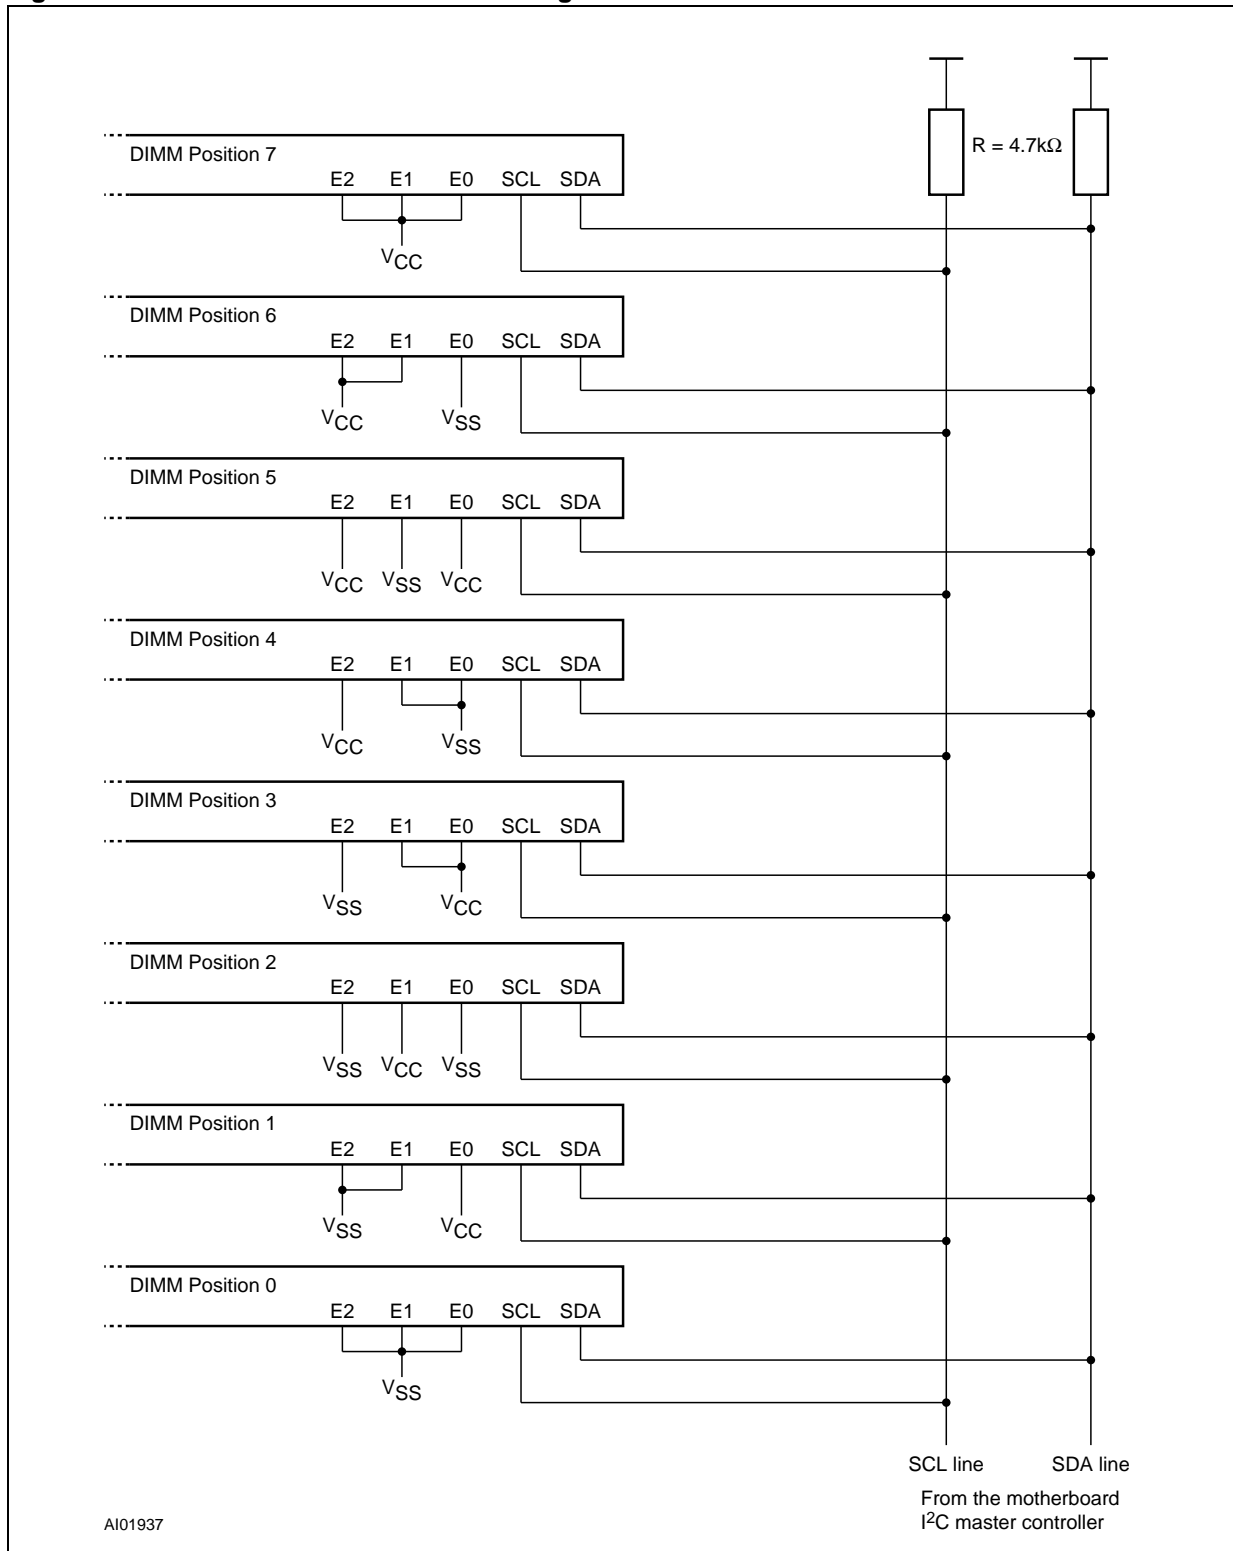 R = 4.7kΩ
DIMM Position 7
E2 E1 E0 SCL SDA
VCC
DIMM Position 6
E2 E1 E0 SCL SDA
VCC VSS
DIMM Position 5
E2 E1 E0 SCL SDA
VCC VSS VCC
DIMM Position 4
E2 E1 E0 SCL SDA
VCC VSS
DIMM Position 3
E2 E1 E0 SCL SDA
VSS VCC
DIMM Position 2
E2 E1 E0 SCL SDA
VSS VCC VSS
DIMM Position 1
E2 E1 E0 SCL SDA
VSS VCC
DIMM Position 0
E2 E1 E0 SCL SDA
VSS
SCL line SDA line
From the motherboard
I2C master controller
AI01937